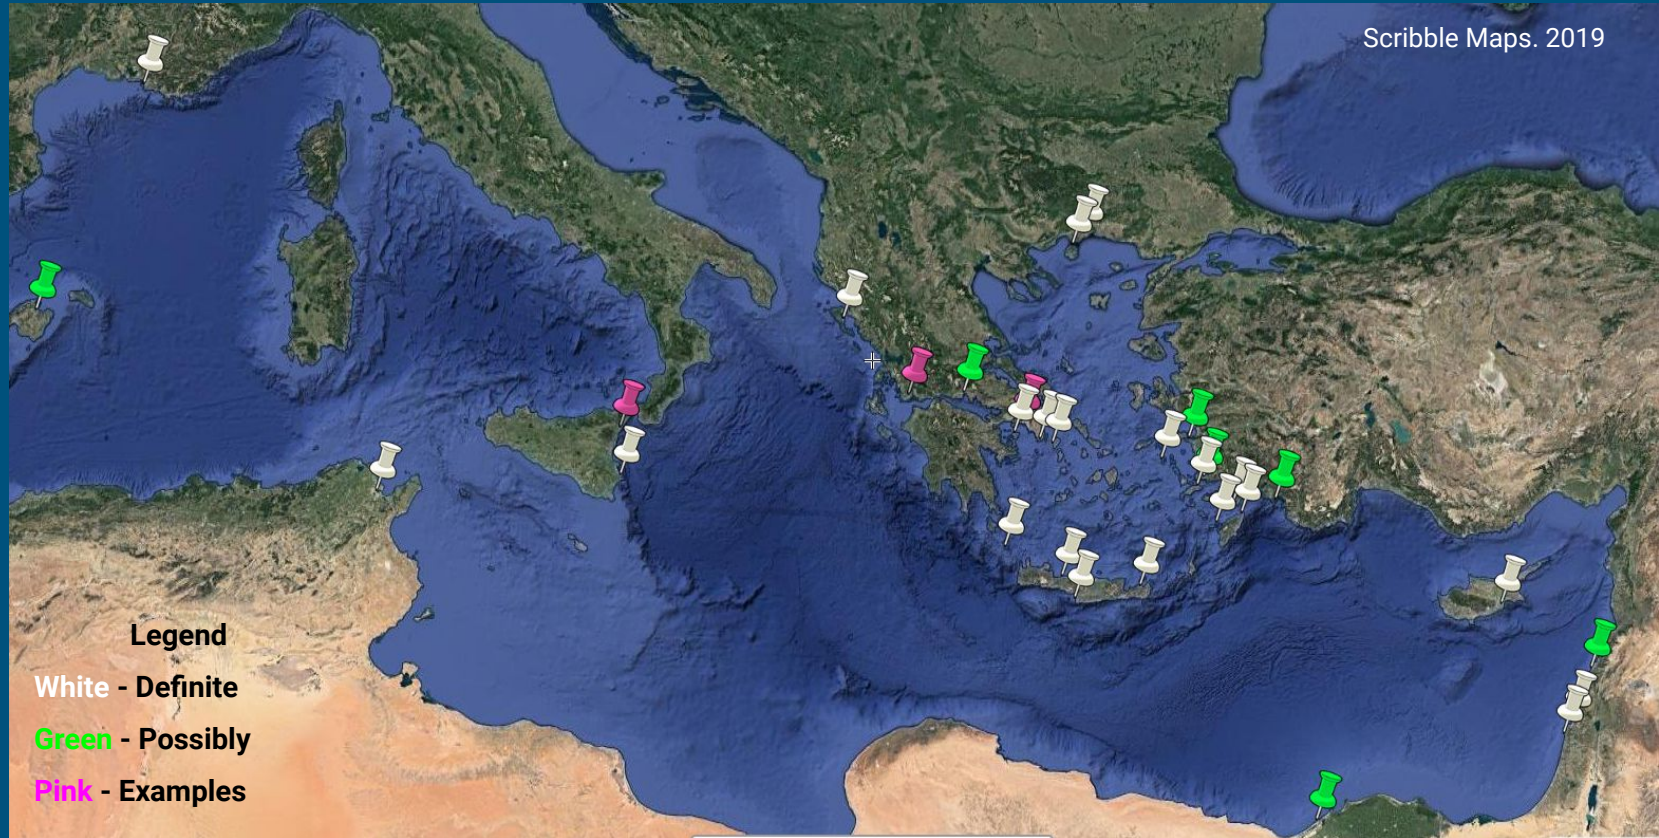 Scribble Maps. 2019
Legend
White - Definite
Green - Possibly
Pink - Examples